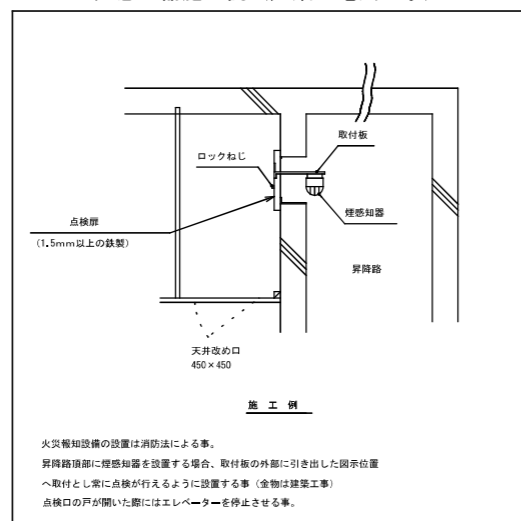 ロックねじ
取付板
点検扉
(1.5mm以上の鉄製)
煙感知器
昇降路
天井改め口
450×450
施 工 例
火災報知設備の設置は消防法による事。
昇降路頂部に煙感知器を設置する場合、取付板の外部に引き出した図示位置
へ取付とし常に点検が行えるように設置する事(金物は建築工事)
点検口の戸が開いた際にはエレベーターを停止させる事。